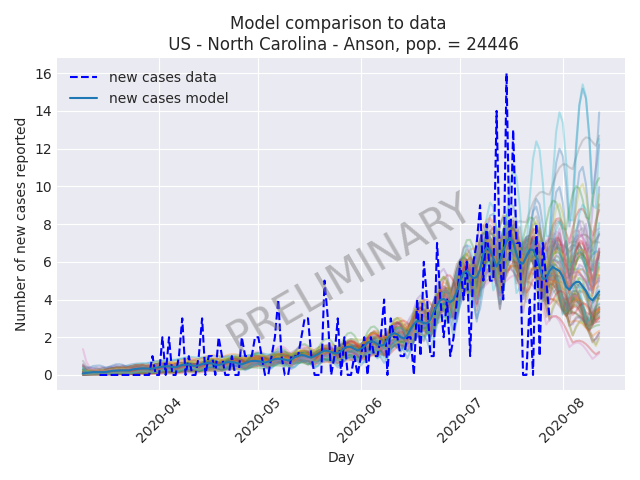 Model comparison to data
US - North Carolina - Anson, pop. = 24446
new cases data
new cases model
PRELIMINARY
Number of new cases reported
16
14
12
10
8
6
4
2
0
2020-04
2020-05
2020-06
2020-07
2020-08
Day